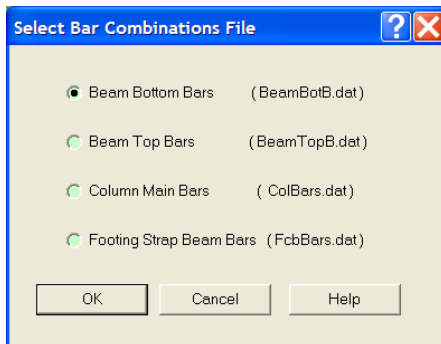 Select Bar Combinations File ?
Beam Bottom Bars ( BeamBotB.dat)
Beam Top Bars (BeamTopB.dat)
Column Main Bars ( ColBars.dat)
Footing Strap Beam Bars (FcbBars.dat)
OK Cancel Help